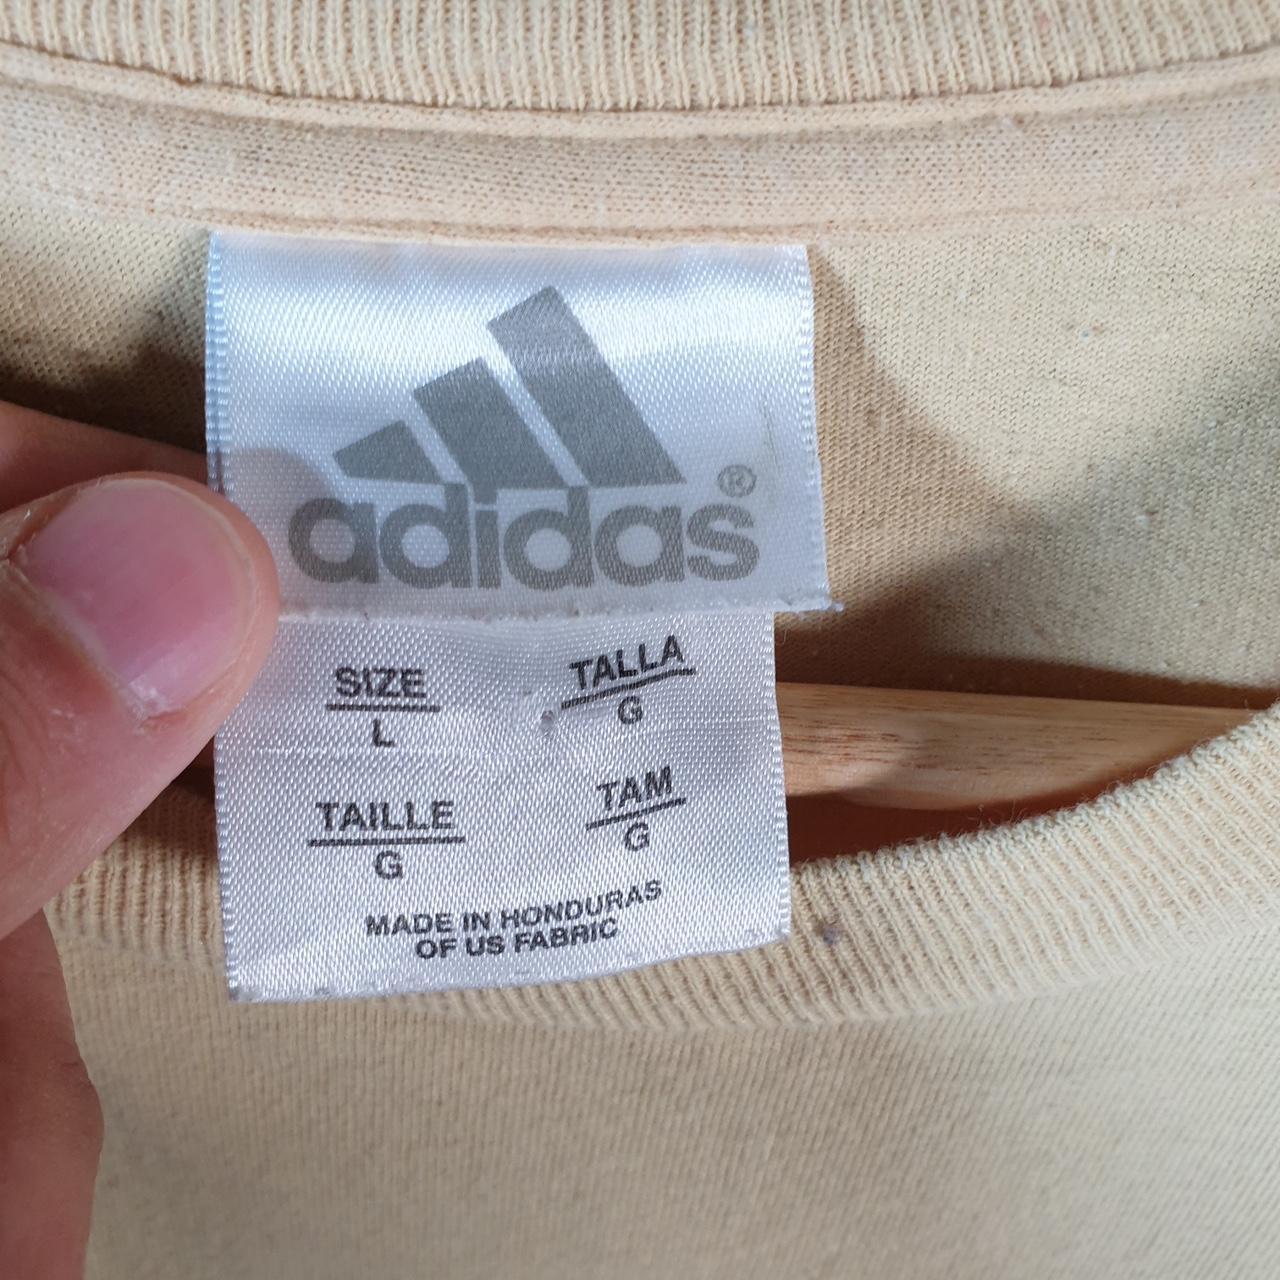 adidas®
SIZE TALLA
L G
TAILLE TAM
G G
MADE IN HONDURAS
OF US FABRIC